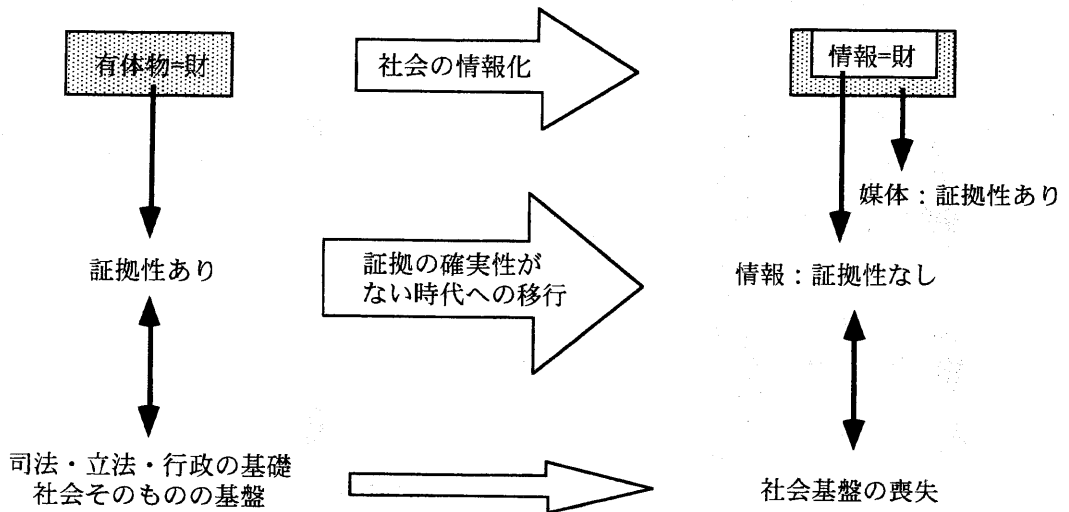 有体物=財
社会の情報化
情報=財
媒体：証拠性あり
証拠性あり
証拠の確実性が
ない時代への移行
情報：証拠性なし
司法・立法・行政の基礎
社会そのものの基盤
社会基盤の喪失